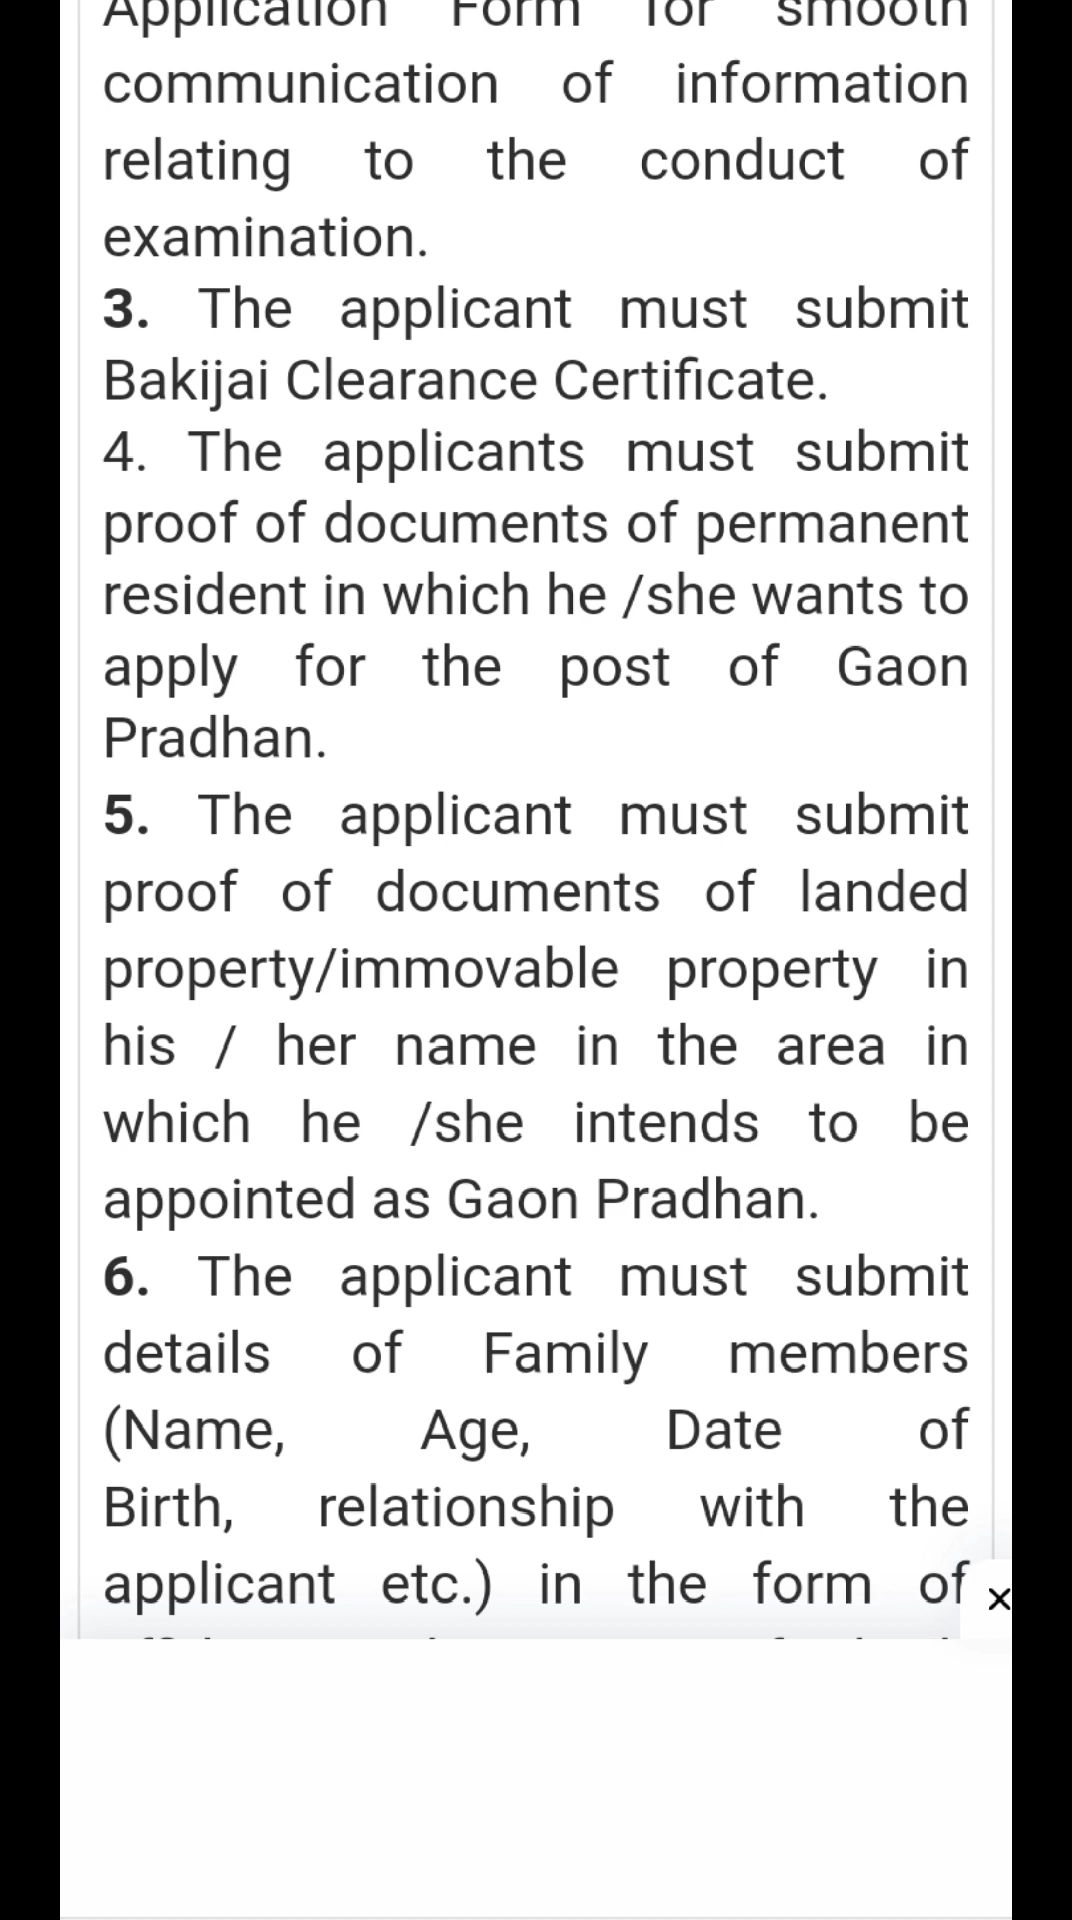 Application Form for smooth
communication of information
relating to the conduct of
examination.
3. The applicant must submit
Bakijai Clearance Certificate.
4. The applicants must submit
proof of documents of permanent
resident in which he /she wants to
apply for the post of Gaon
Pradhan.
5. The applicant must submit
proof of documents of landed
property/immovable property in
his / her name in the area in
which he /she intends to be
appointed as Gaon Pradhan.
6. The applicant must submit
details of Family members
(Name, Age, Date of
Birth, relationship with the
applicant etc.) in the form of